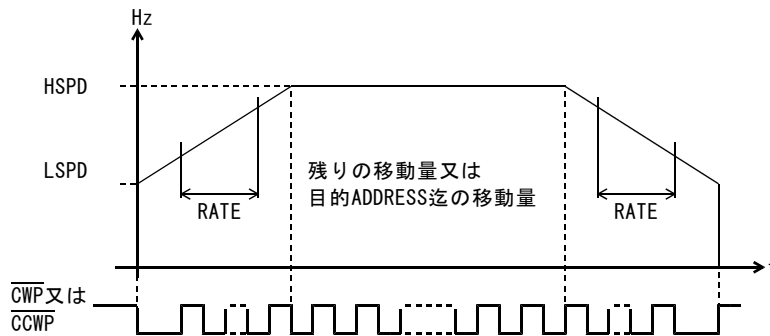 Hz
HSPD
LSPD
残りの移動量又は
目的ADDRESS迄の移動量
RATE
RATE
CWP又は
CCWP